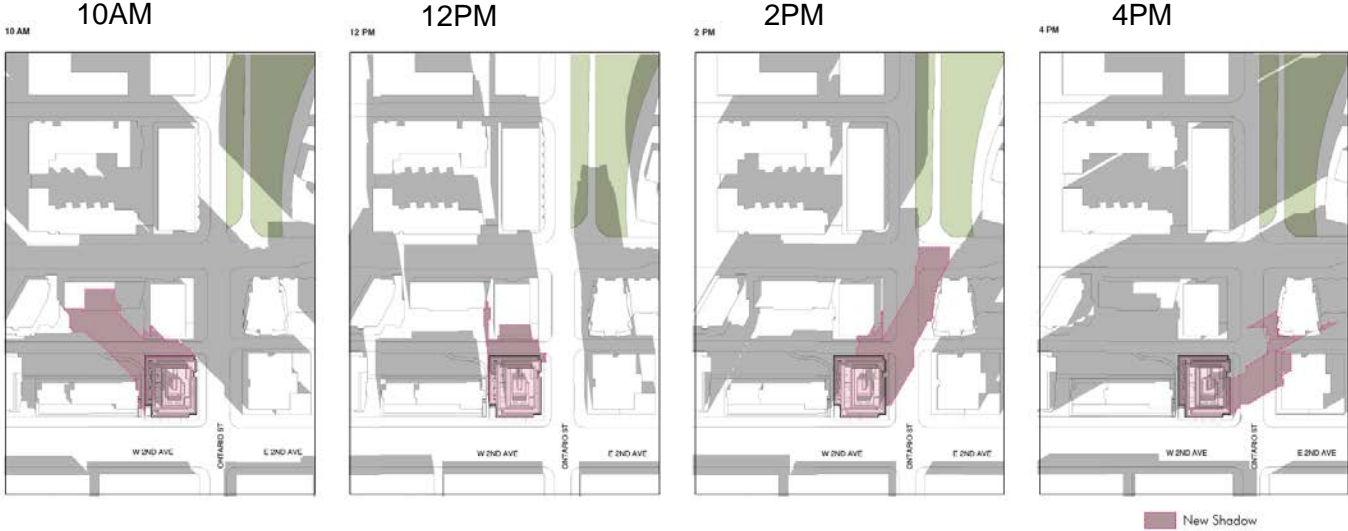 10AM
12PM
2PM
4PM
10 AM
12 PM
2 PM
4 PM
W 2ND AVE
ONTARIO ST
E 2ND AVE
W 2ND AVE
ONTARIO ST
E 2ND AVE
W 2ND AVE
ONTARIO ST
E 2ND AVE
W 2ND AVE
ONTARIO ST
E 2ND AVE
New Shadow